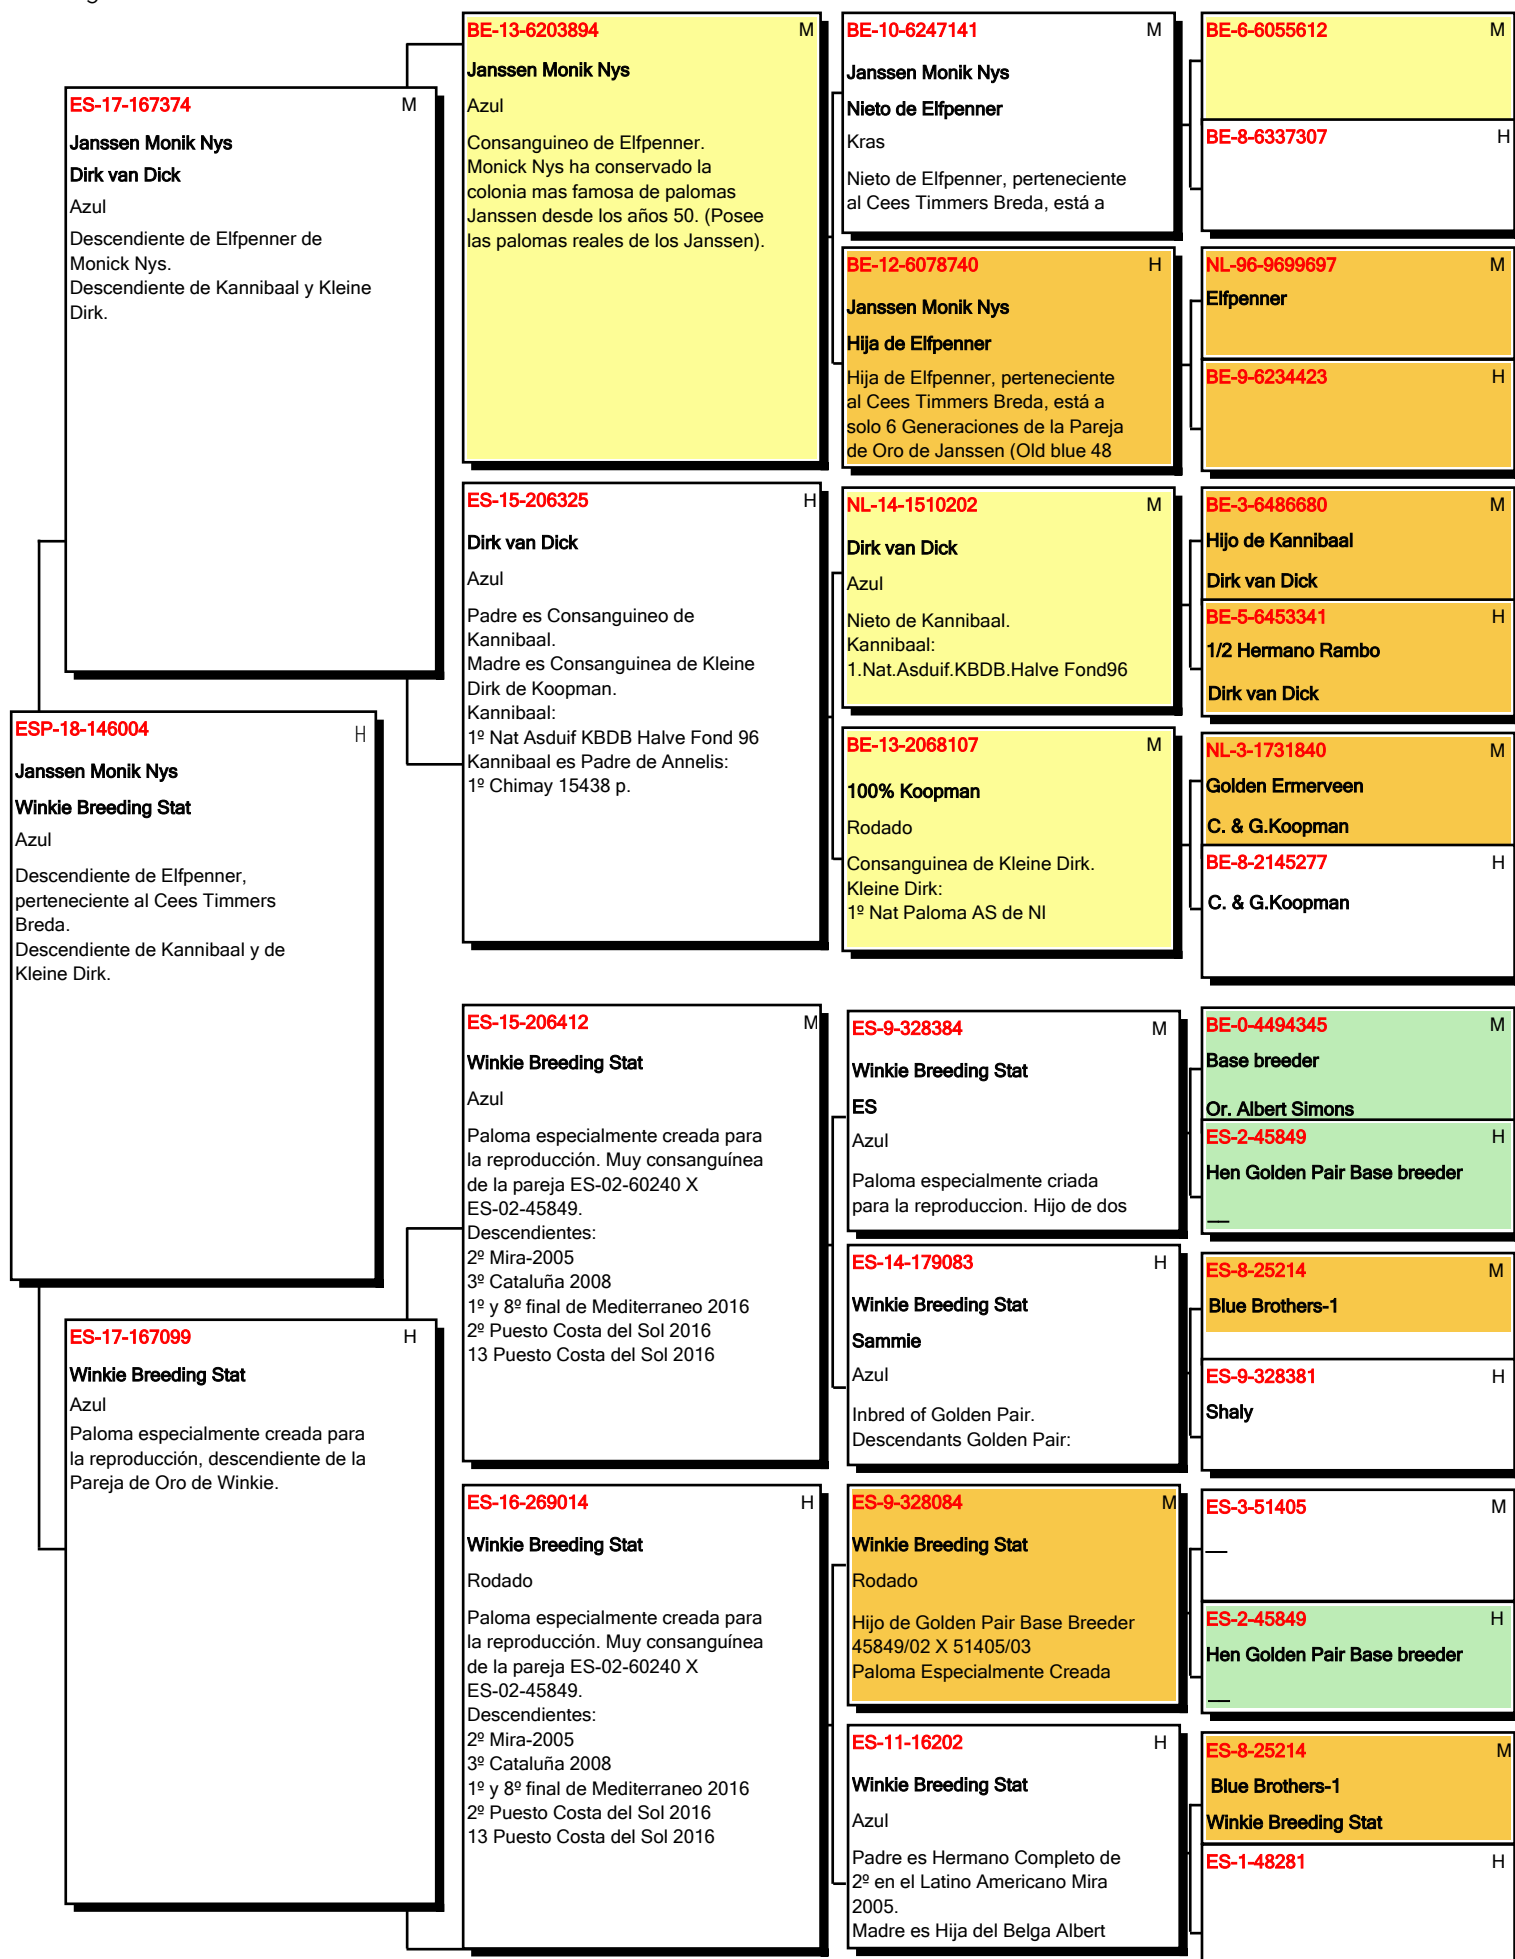 ESP-18-146004 H
Janssen Monik Nys
Winkie Breeding Stat
Azul
Descendiente de Elfpenner,
perteneciente al Cees Timmers
Breda.
Descendiente de Kannibaal y de
Kleine Dirk.
ES-17-167374 M
Janssen Monik Nys
Dirk van Dick
Azul
Descendiente de Elfpenner de
Monick Nys.
Descendiente de Kannibaal y Kleine
Dirk.
ES-17-167099 H
Winkie Breeding Stat
Azul
Paloma especialmente creada para
la reproducción, descendiente de la
Pareja de Oro de Winkie.
BE-13-6203894 M
Janssen Monik Nys
Azul
Consanguineo de Elfpenner.
Monick Nys ha conservado la
colonia mas famosa de palomas
Janssen desde los años 50. (Posee
las palomas reales de los Janssen).
ES-15-206325 H
Dirk van Dick
Azul
Padre es Consanguineo de
Kannibaal.
Madre es Consanguinea de Kleine
Dirk de Koopman.
Kannibaal:
1º Nat Asduif KBDB Halve Fond 96
Kannibaal es Padre de Annelis:
1º Chimay 15438 p.
ES-15-206412 M
Winkie Breeding Stat
Azul
Paloma especialmente creada para
la reproducción. Muy consanguínea
de la pareja ES-02-60240 X
ES-02-45849.
Descendientes:
2º Mira-2005
3º Cataluña 2008
1º y 8º final de Mediterraneo 2016
2º Puesto Costa del Sol 2016
13 Puesto Costa del Sol 2016
ES-16-269014 H
Winkie Breeding Stat
Rodado
Paloma especialmente creada para
la reproducción. Muy consanguínea
de la pareja ES-02-60240 X
ES-02-45849.
Descendientes:
2º Mira-2005
3º Cataluña 2008
1º y 8º final de Mediterraneo 2016
2º Puesto Costa del Sol 2016
13 Puesto Costa del Sol 2016
BE-10-6247141 M
Janssen Monik Nys
Nieto de Elfpenner
Kras
Nieto de Elfpenner, perteneciente
al Cees Timmers Breda, está a
BE-12-6078740 H
Janssen Monik Nys
Hija de Elfpenner
Hija de Elfpenner, perteneciente
al Cees Timmers Breda, está a
solo 6 Generaciones de la Pareja
de Oro de Janssen (Old blue 48
NL-14-1510202 M
Dirk van Dick
Azul
Nieto de Kannibaal.
Kannibaal:
1.Nat.Asduif.KBDB.Halve Fond96
BE-13-2068107 M
100% Koopman
Rodado
Consanguinea de Kleine Dirk.
Kleine Dirk:
1º Nat Paloma AS de Nl
ES-9-328384 M
Winkie Breeding Stat
ES
Azul
Paloma especialmente criada
para la reproduccion. Hijo de dos
ES-14-179083 H
Winkie Breeding Stat
Sammie
Azul
Inbred of Golden Pair.
Descendants Golden Pair:
ES-9-328084 M
Winkie Breeding Stat
Rodado
Hijo de Golden Pair Base Breeder
45849/02 X 51405/03
Paloma Especialmente Creada
ES-11-16202 H
Winkie Breeding Stat
Azul
Padre es Hermano Completo de
2º en el Latino Americano Mira
2005.
Madre es Hija del Belga Albert
BE-6-6055612 M
BE-8-6337307 H
NL-96-9699697 M
Elfpenner
BE-9-6234423 H
BE-3-6486680 M
Hijo de Kannibaal
Dirk van Dick
BE-5-6453341 H
1/2 Hermano Rambo
Dirk van Dick
NL-3-1731840 M
Golden Ermerveen
C. & G.Koopman
BE-8-2145277 H
C. & G.Koopman
BE-0-4494345 M
Base breeder
Or. Albert Simons
ES-2-45849 H
Hen Golden Pair Base breeder
__
ES-8-25214 M
Blue Brothers-1
ES-9-328381 H
Shaly
ES-3-51405 M
__
ES-2-45849 H
Hen Golden Pair Base breeder
__
ES-8-25214 M
Blue Brothers-1
Winkie Breeding Stat
ES-1-48281 H